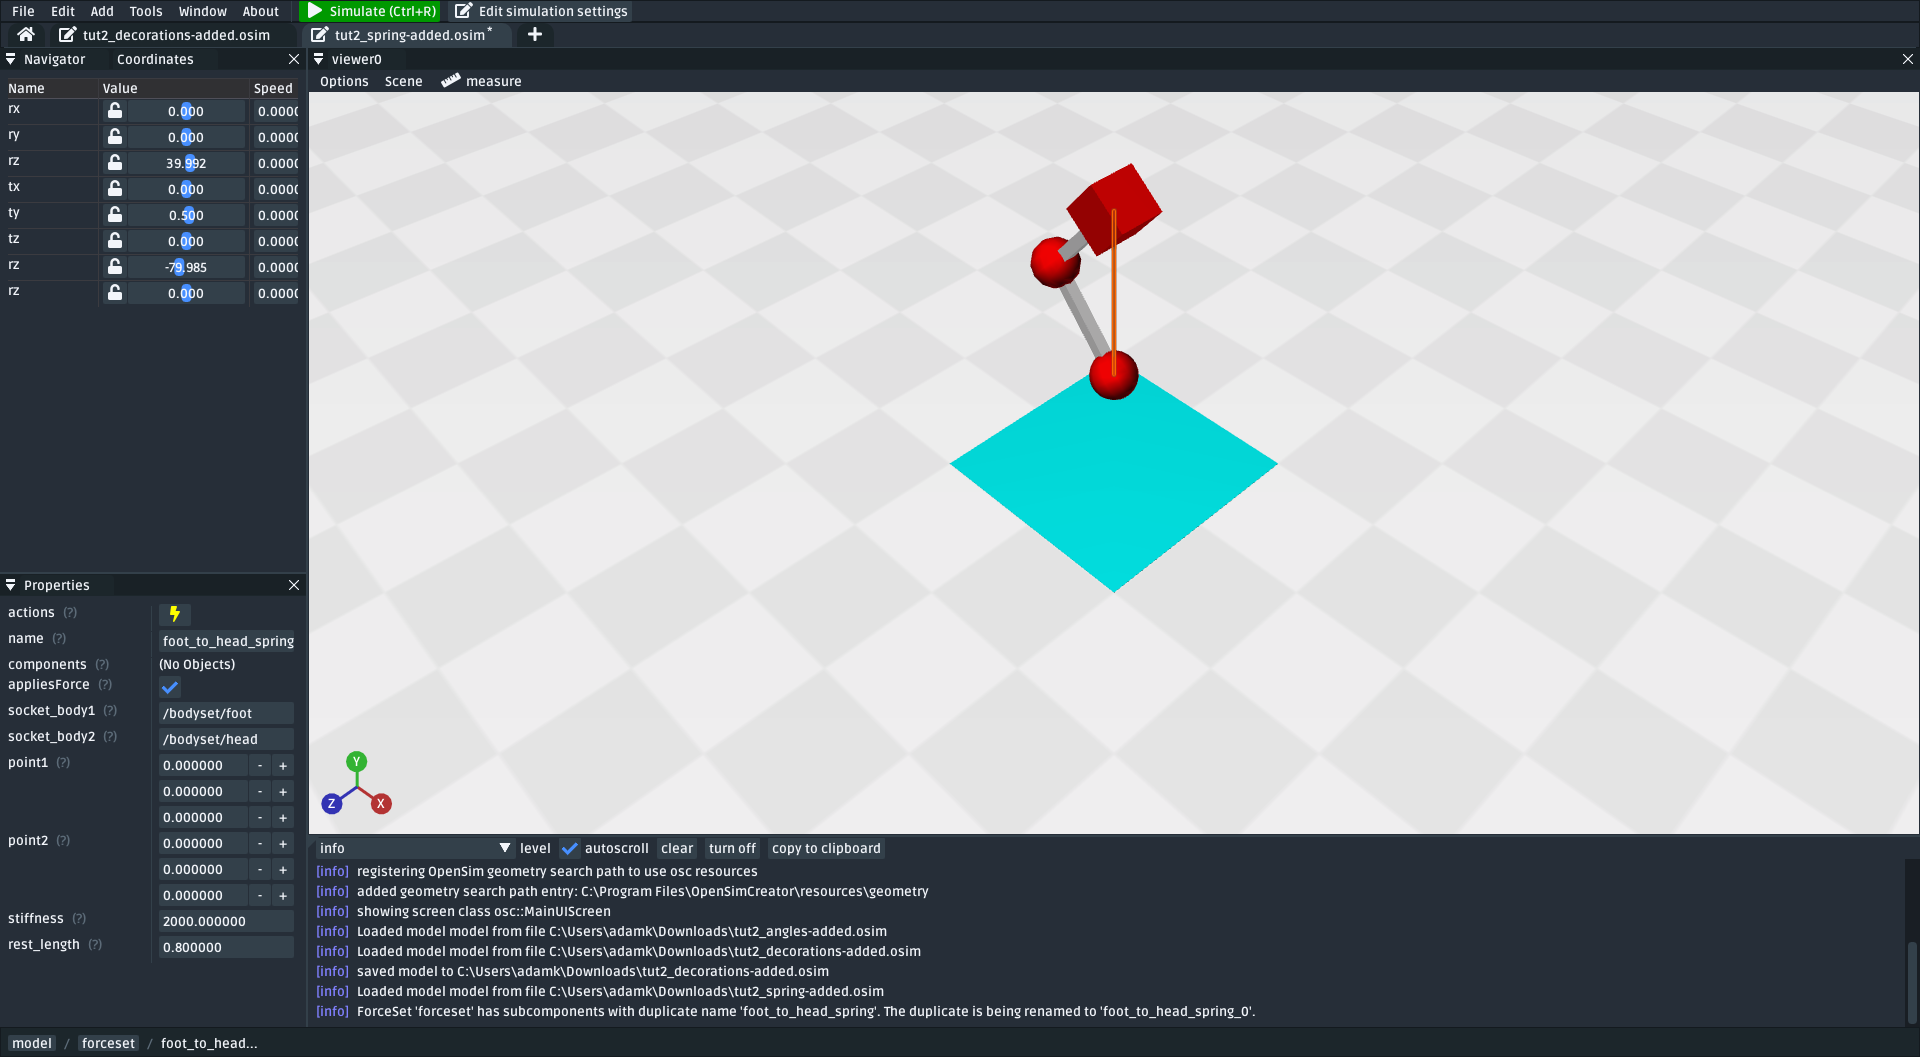 File Edit Add Tools Window About Simulate (Ctrl+R) Edit simulation settings
tut2_decorations-added.osim tut2_spring-added.osim*
Navigator Coordinates
Name Value Speed
rx 0.000 0.000
ry 0.000 0.000
rz 39.992 0.000
tx 0.000 0.000
ty 0.500 0.000
tz 0.000 0.000
rz -79.985 0.000
rz 0.000 0.000
viewer0
Options Scene measure
Y
Z
X
Properties
actions (?)
name (?) foot_to_head_spring
components (?) (No Objects)
appliesForce (?)
socket_body1 (?) /bodyset/foot
socket_body2 (?) /bodyset/head
point1 (?) 0.000000 - +
0.000000 - +
0.000000 - +
point2 (?) 0.000000 - +
0.000000 - +
0.000000 - +
stiffness (?) 2000.000000
rest_length (?) 0.800000
info level autoscroll clear turn off copy to clipboard
[info] registering OpenSim geometry search path to use osc resources
[info] added geometry search path entry: C:\Program Files\OpenSimCreator\resources\geometry
[info] showing screen class osc::MainUIScreen
[info] Loaded model model from file C:\Users\adamk\Downloads\tut2_angles-added.osim
[info] Loaded model model from file C:\Users\adamk\Downloads\tut2_decorations-added.osim
[info] saved model to C:\Users\adamk\Downloads\tut2_decorations-added.osim
[info] Loaded model model from file C:\Users\adamk\Downloads\tut2_spring-added.osim
[info] ForceSet 'forceset' has subcomponents with duplicate name 'foot_to_head_spring'. The duplicate is being renamed to 'foot_to_head_spring_0'.
model / forceset / foot_to_head...